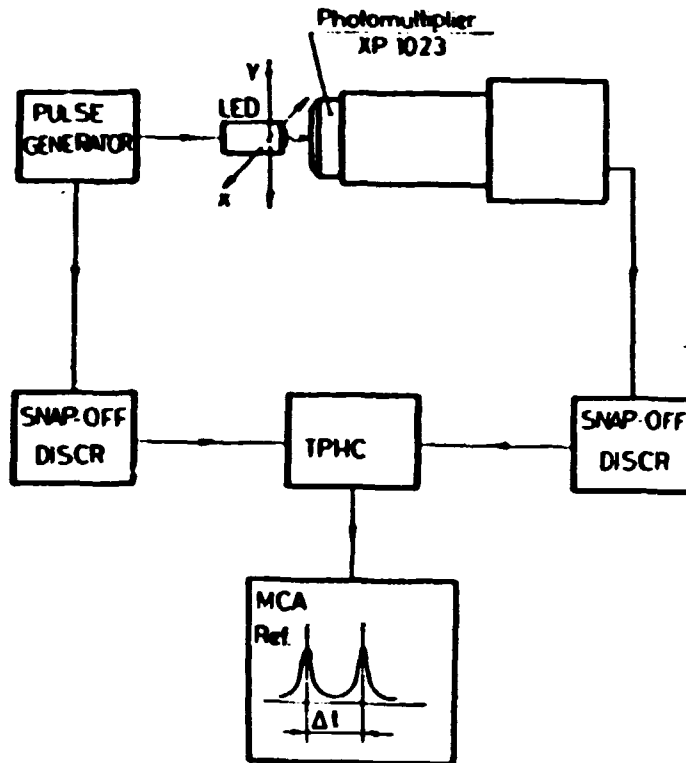 Photomultiplier
XP 1023
Y
LED
X
PULSE
GENERATOR
SNAP-OFF
DISCR
TPHC
SNAP-OFF
DISCR
MCA
Ref.
Δt